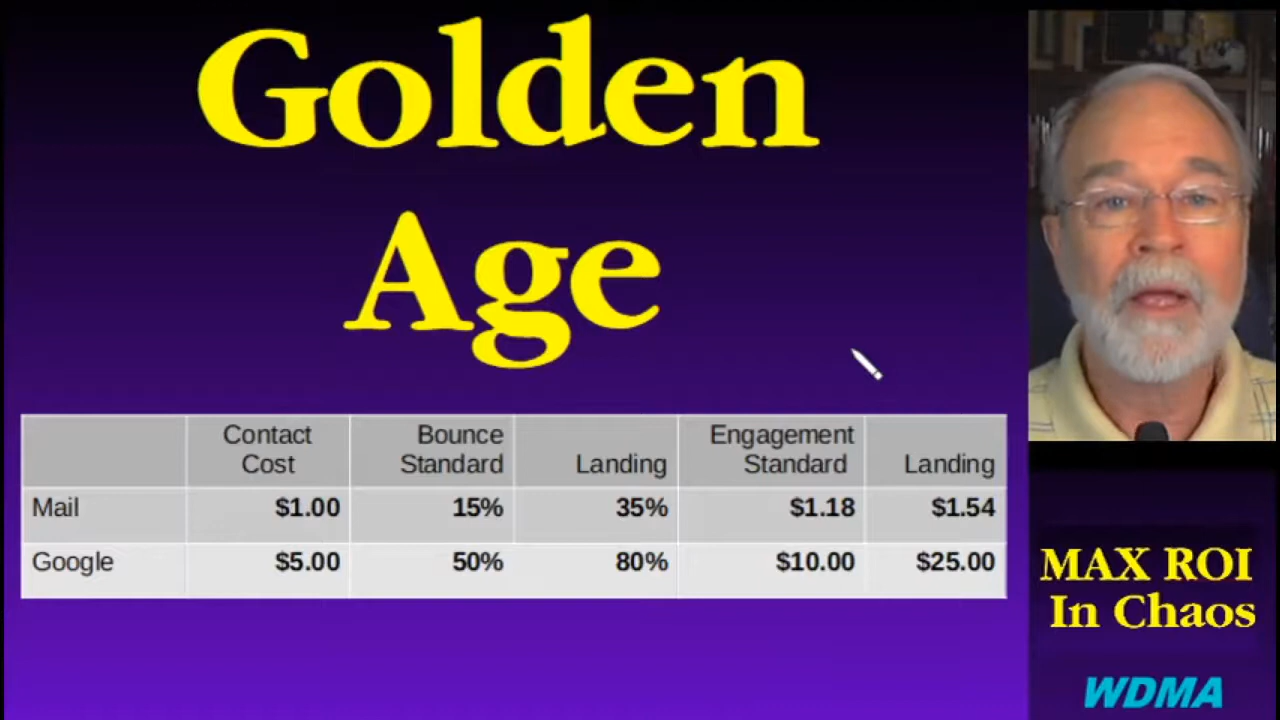 Golden
Age
Contact Cost Bounce Standard Landing Engagement Standard Landing
Mail $1.00 15% 35% $1.18 $1.54
Google $5.00 50% 80% $10.00 $25.00
MAX ROI
In Chaos
WDMA